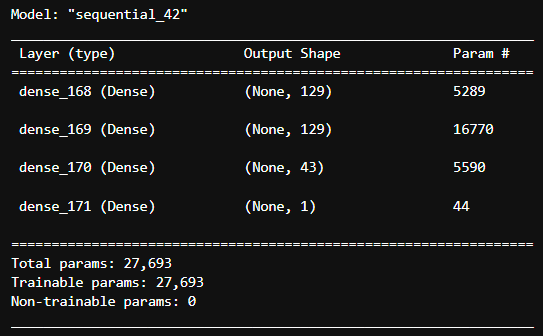 Model: "sequential_42"
Layer (type) Output Shape Param #
dense_168 (Dense) (None, 129) 5289
dense_169 (Dense) (None, 129) 16770
dense_170 (Dense) (None, 43) 5590
dense_171 (Dense) (None, 1) 44
Total params: 27,693
Trainable params: 27,693
Non-trainable params: 0